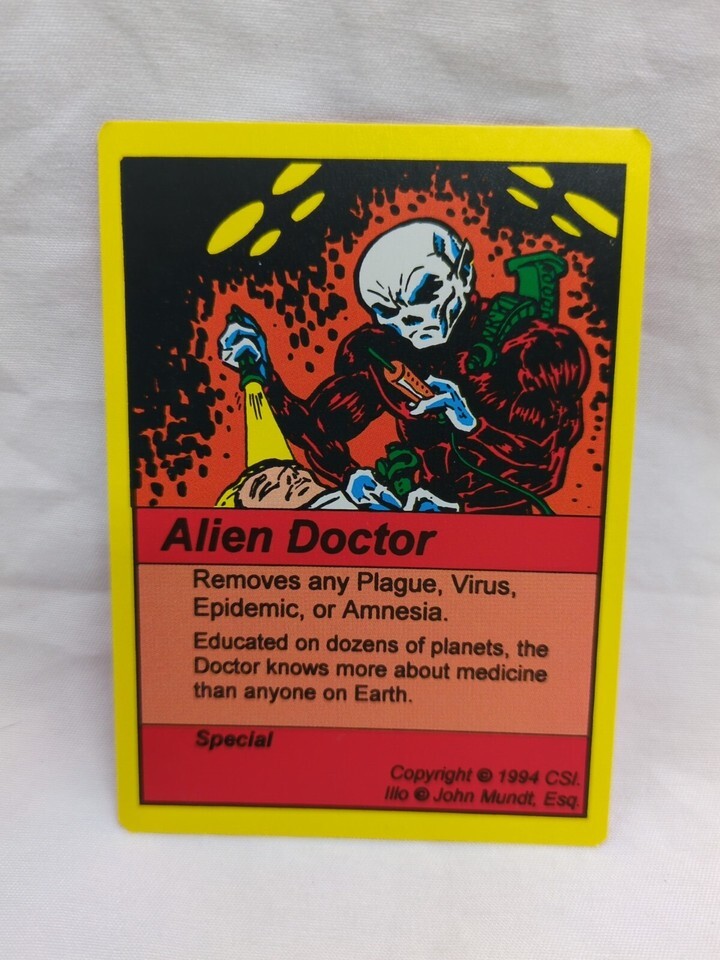 Alien Doctor
Removes any Plague, Virus,
Epidemic, or Amnesia.
Educated on dozens of planets, the
Doctor knows more about medicine
than anyone on Earth.
Special
Copyright © 1994 CSI.
Illo © John Mundt, Esq.